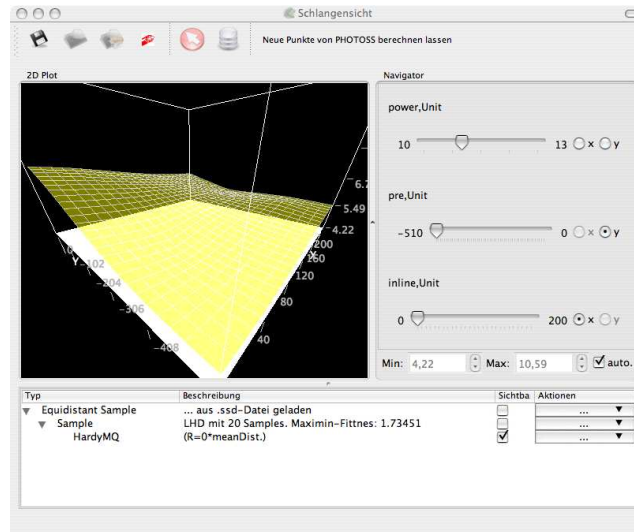 Schlangensicht
Neue Punkte von PHOTOSS berechnen lassen
2D Plot
Navigator
power,Unit
10 13 x y
pre,Unit
-510 0 x y
inline,Unit
0 200 x y
Min: 4,22 Max: 10,59 auto.
5.49
4.22
200
X
160
120
80
40
0
Y -102
-204
-306
-408
Typ Beschreibung Sichtba Aktionen
Equidistant Sample ... aus .ssd-Datei geladen ...
Sample LHD mit 20 Samples. Maximin-Fittnes: 1.73451 ...
HardyMQ (R=0*meanDist.) ...